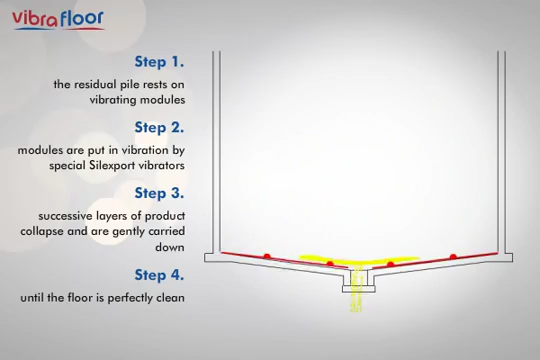 vibrafloor
Step 1.
the residual pile rests on
vibrating modules
Step 2.
modules are put in vibration by
special Silexport vibrators
Step 3.
successive layers of product
collapse and are gently carried
down
Step 4.
until the floor is perfectly clean